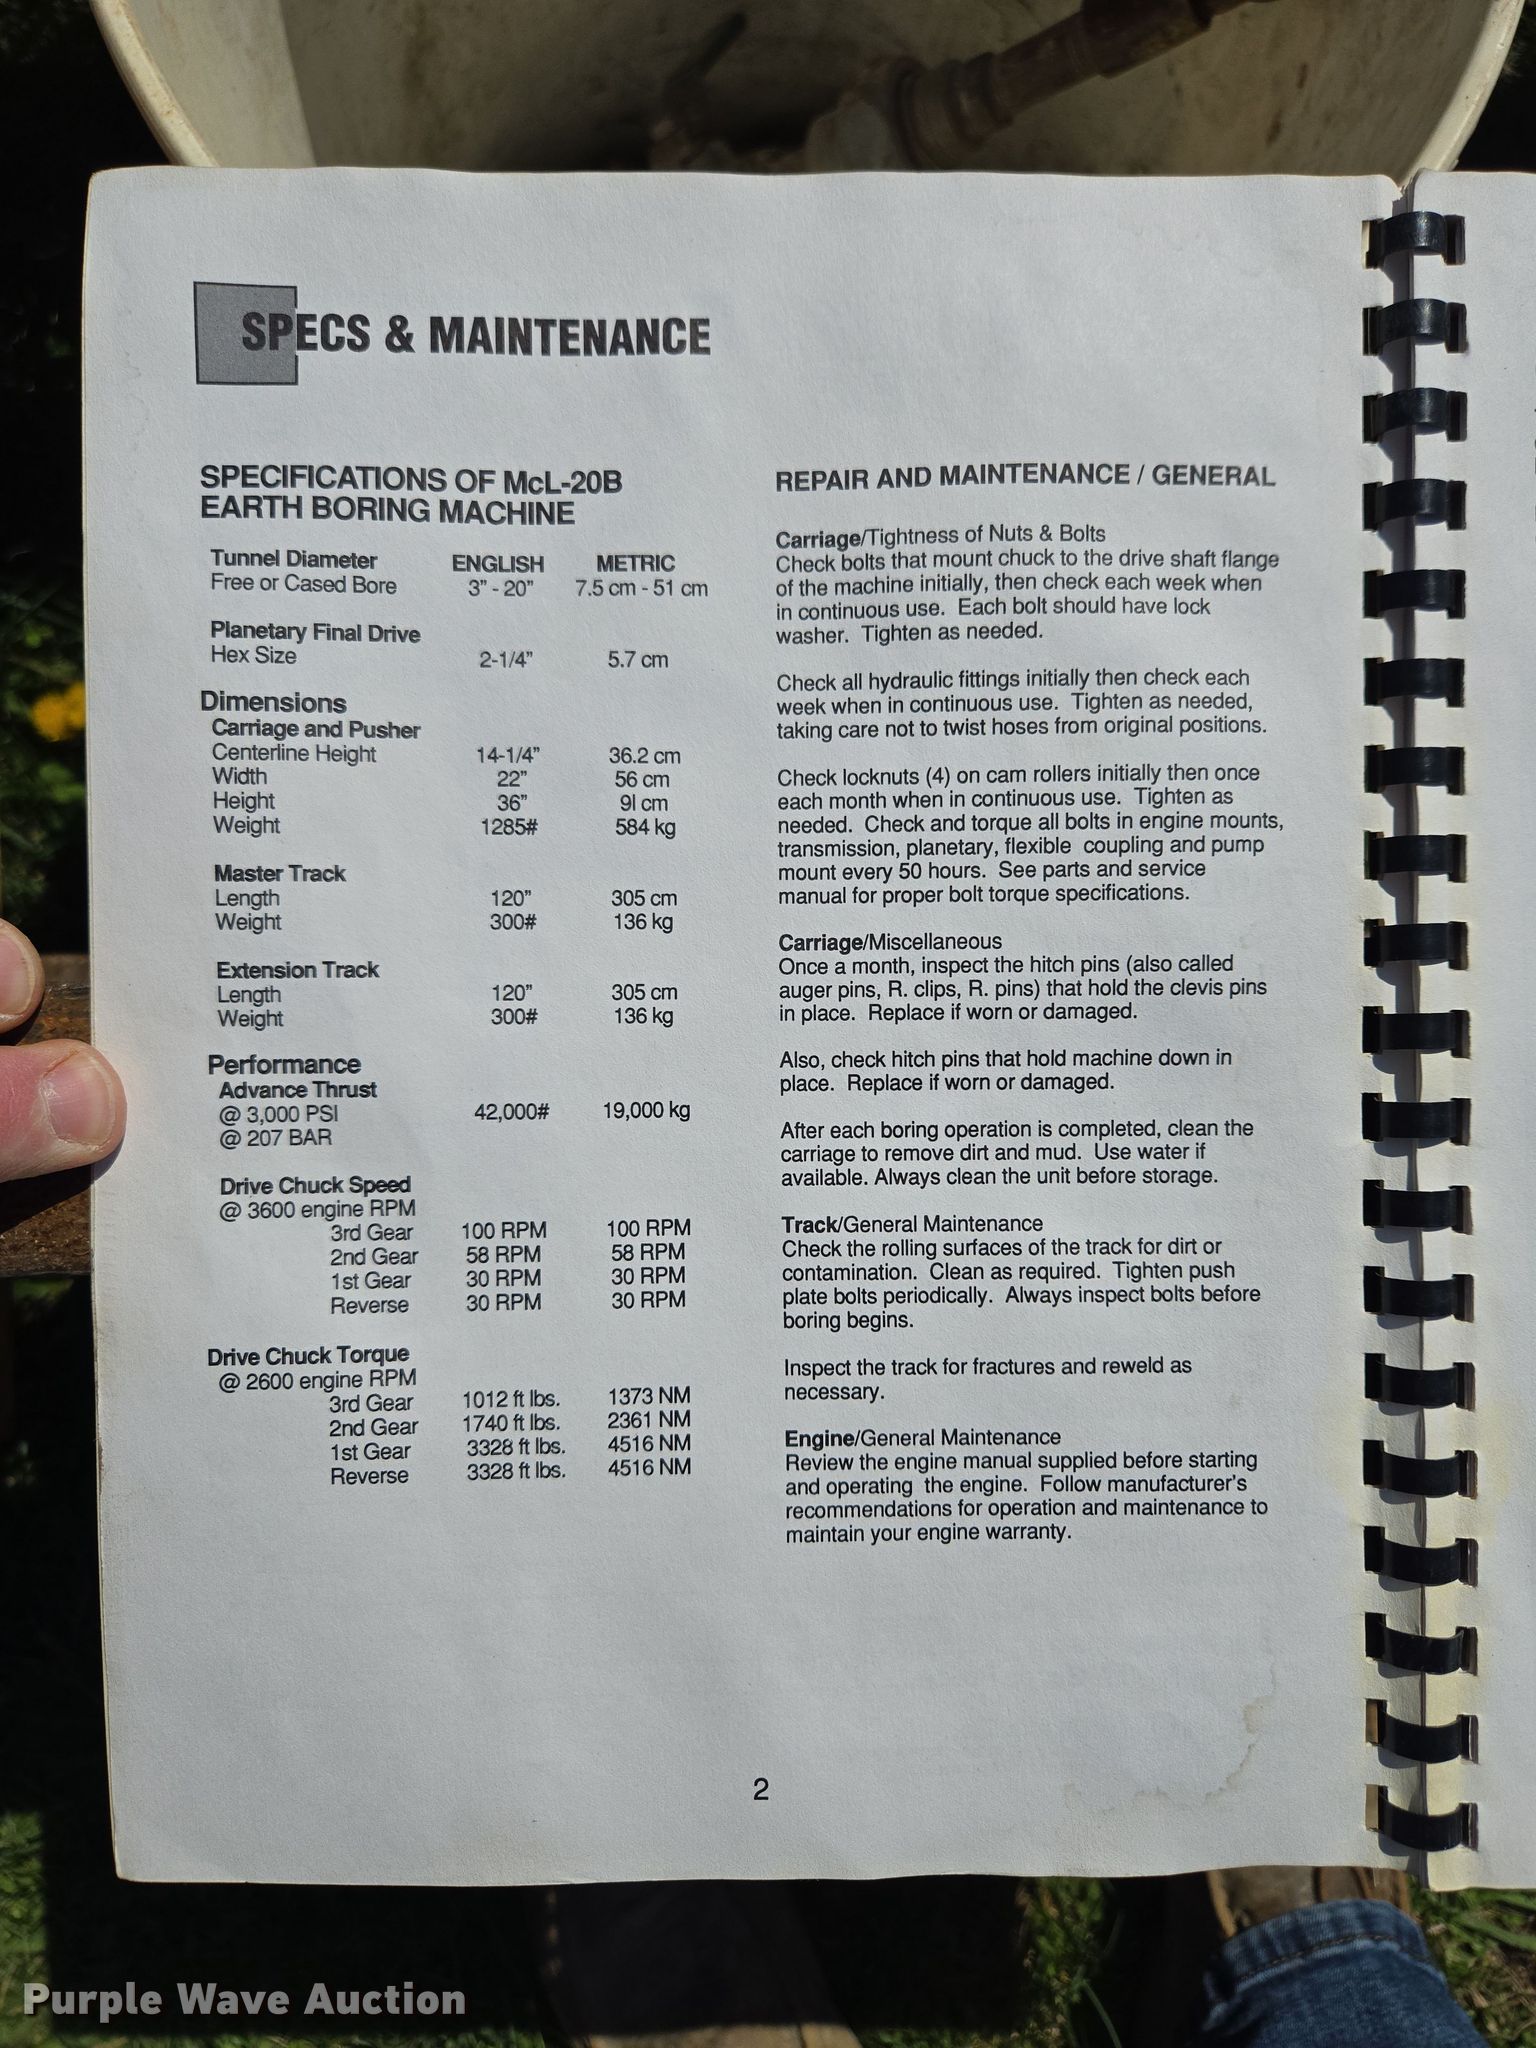 SPECS & MAINTENANCE
SPECIFICATIONS OF McL-20B
EARTH BORING MACHINE
Tunnel Diameter ENGLISH METRIC
Free or Cased Bore 3" - 20" 7.5 cm - 51 cm
Planetary Final Drive
Hex Size 2-1/4" 5.7 cm
Dimensions
Carriage and Pusher
Centerline Height 14-1/4" 36.2 cm
Width 22" 56 cm
Height 36" 9l cm
Weight 1285# 584 kg
Master Track
Length 120" 305 cm
Weight 300# 136 kg
Extension Track
Length 120" 305 cm
Weight 300# 136 kg
Performance
Advance Thrust
@ 3,000 PSI 42,000# 19,000 kg
@ 207 BAR
Drive Chuck Speed
@ 3600 engine RPM
3rd Gear 100 RPM 100 RPM
2nd Gear 58 RPM 58 RPM
1st Gear 30 RPM 30 RPM
Reverse 30 RPM 30 RPM
Drive Chuck Torque
@ 2600 engine RPM
3rd Gear 1012 ft lbs. 1373 NM
2nd Gear 1740 ft lbs. 2361 NM
1st Gear 3328 ft lbs. 4516 NM
Reverse 3328 ft lbs. 4516 NM
REPAIR AND MAINTENANCE / GENERAL
Carriage/Tightness of Nuts & Bolts
Check bolts that mount chuck to the drive shaft flange
of the machine initially, then check each week when
in continuous use. Each bolt should have lock
washer. Tighten as needed.
Check all hydraulic fittings initially then check each
week when in continuous use. Tighten as needed,
taking care not to twist hoses from original positions.
Check locknuts (4) on cam rollers initially then once
each month when in continuous use. Tighten as
needed. Check and torque all bolts in engine mounts,
transmission, planetary, flexible coupling and pump
mount every 50 hours. See parts and service
manual for proper bolt torque specifications.
Carriage/Miscellaneous
Once a month, inspect the hitch pins (also called
auger pins, R. clips, R. pins) that hold the clevis pins
in place. Replace if worn or damaged.
Also, check hitch pins that hold machine down in
place. Replace if worn or damaged.
After each boring operation is completed, clean the
carriage to remove dirt and mud. Use water if
available. Always clean the unit before storage.
Track/General Maintenance
Check the rolling surfaces of the track for dirt or
contamination. Clean as required. Tighten push
plate bolts periodically. Always inspect bolts before
boring begins.
Inspect the track for fractures and reweld as
necessary.
Engine/General Maintenance
Review the engine manual supplied before starting
and operating the engine. Follow manufacturer's
recommendations for operation and maintenance to
maintain your engine warranty.
2
Purple Wave Auction